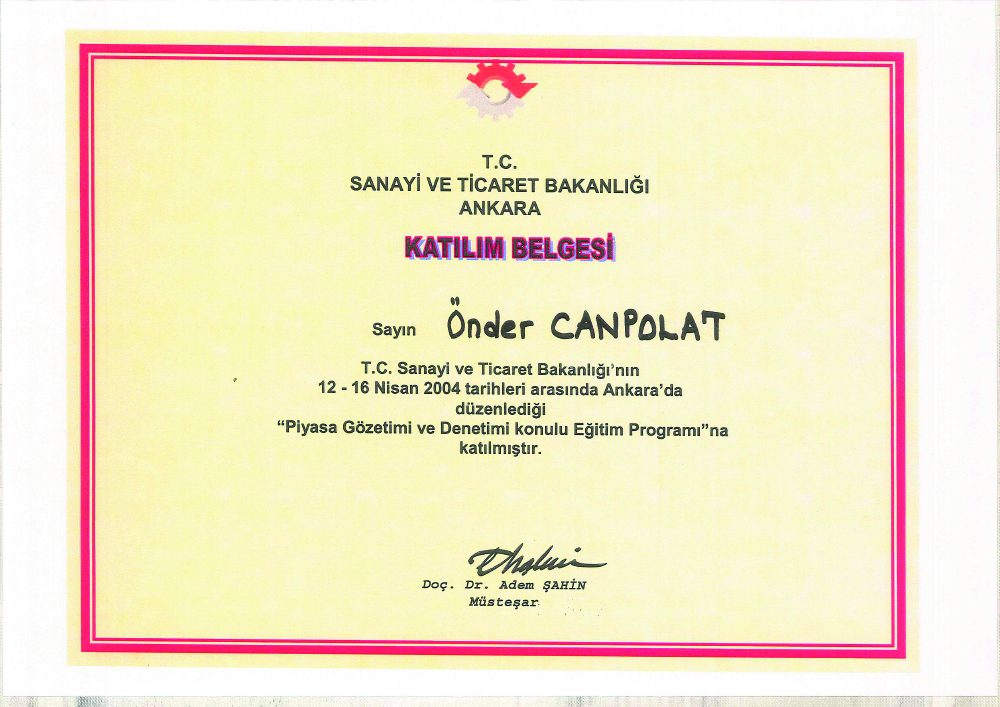 T.C.
SANAYİ VE TİCARET BAKANLIĞI
ANKARA
KATILIM BELGESİ
Sayın Önder CANPOLAT
T.C. Sanayi ve Ticaret Bakanlığı'nın
12 - 16 Nisan 2004 tarihleri arasında Ankara'da
düzenlediği
“Piyasa Gözetimi ve Denetimi konulu Eğitim Programı”na
katılmıştır.
Doç. Dr. Adem ŞAHİN
Müsteşar